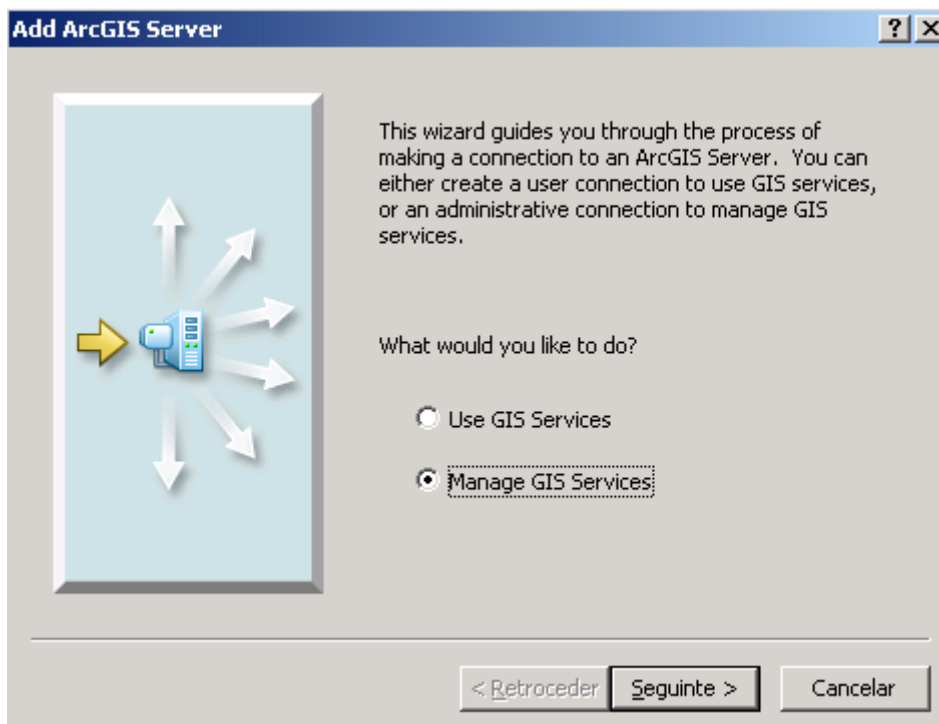 Add ArcGIS Server
This wizard guides you through the process of
making a connection to an ArcGIS Server. You can
either create a user connection to use GIS services,
or an administrative connection to manage GIS
services.
What would you like to do?
Use GIS Services
Manage GIS Services
< Retroceder
Seguinte >
Cancelar